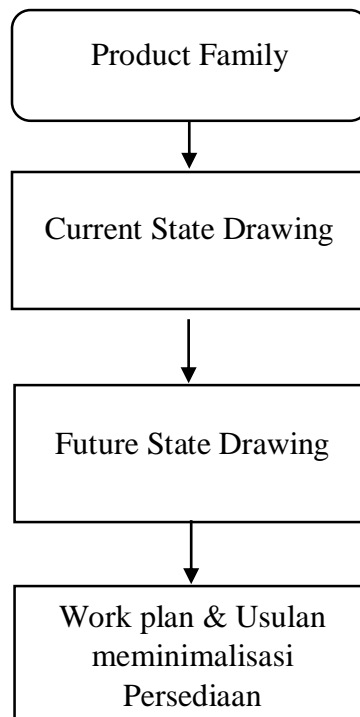 Product Family
Current State Drawing
Future State Drawing
Work plan & Usulan
meminimalisasi
Persediaan